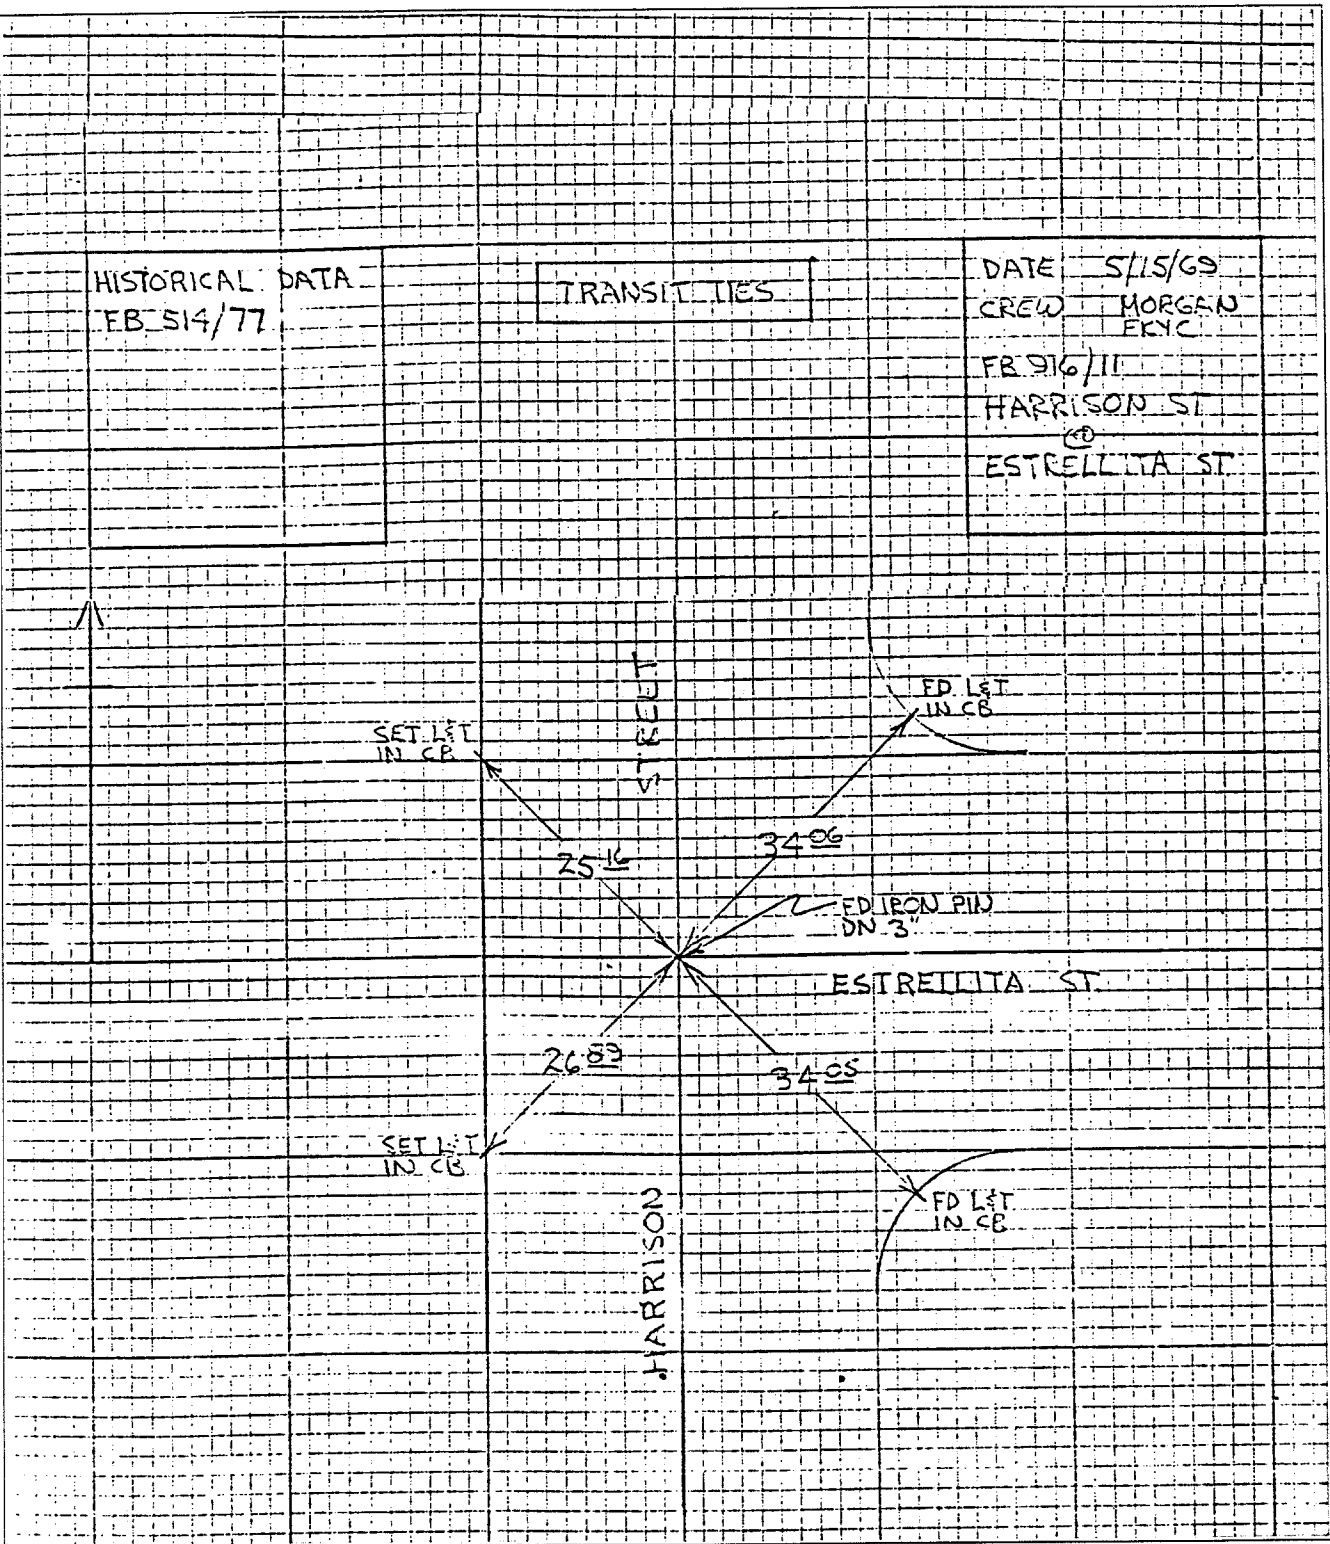 HISTORICAL DATA
FB 514/77
TRANSIT TIES
DATE 5/15/69
CREW MORGAN
FB 916/11
HARRISON ST
@
ESTRELLITA ST
STREET
FD L&T
IN CB
SET L&T
IN CB
34 06
25 16
FD IRON PIN
DN 3"
ESTRELLITA ST
26 89
34 05
SET L&T
IN CB
FD L&T
IN CB
HARRISON